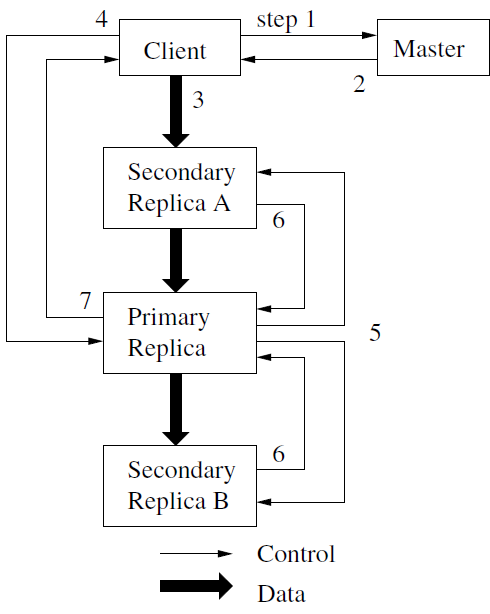 4
step 1
Client
Master
2
3
Secondary
Replica A
6
7
Primary
Replica
5
6
Secondary
Replica B
Control
Data